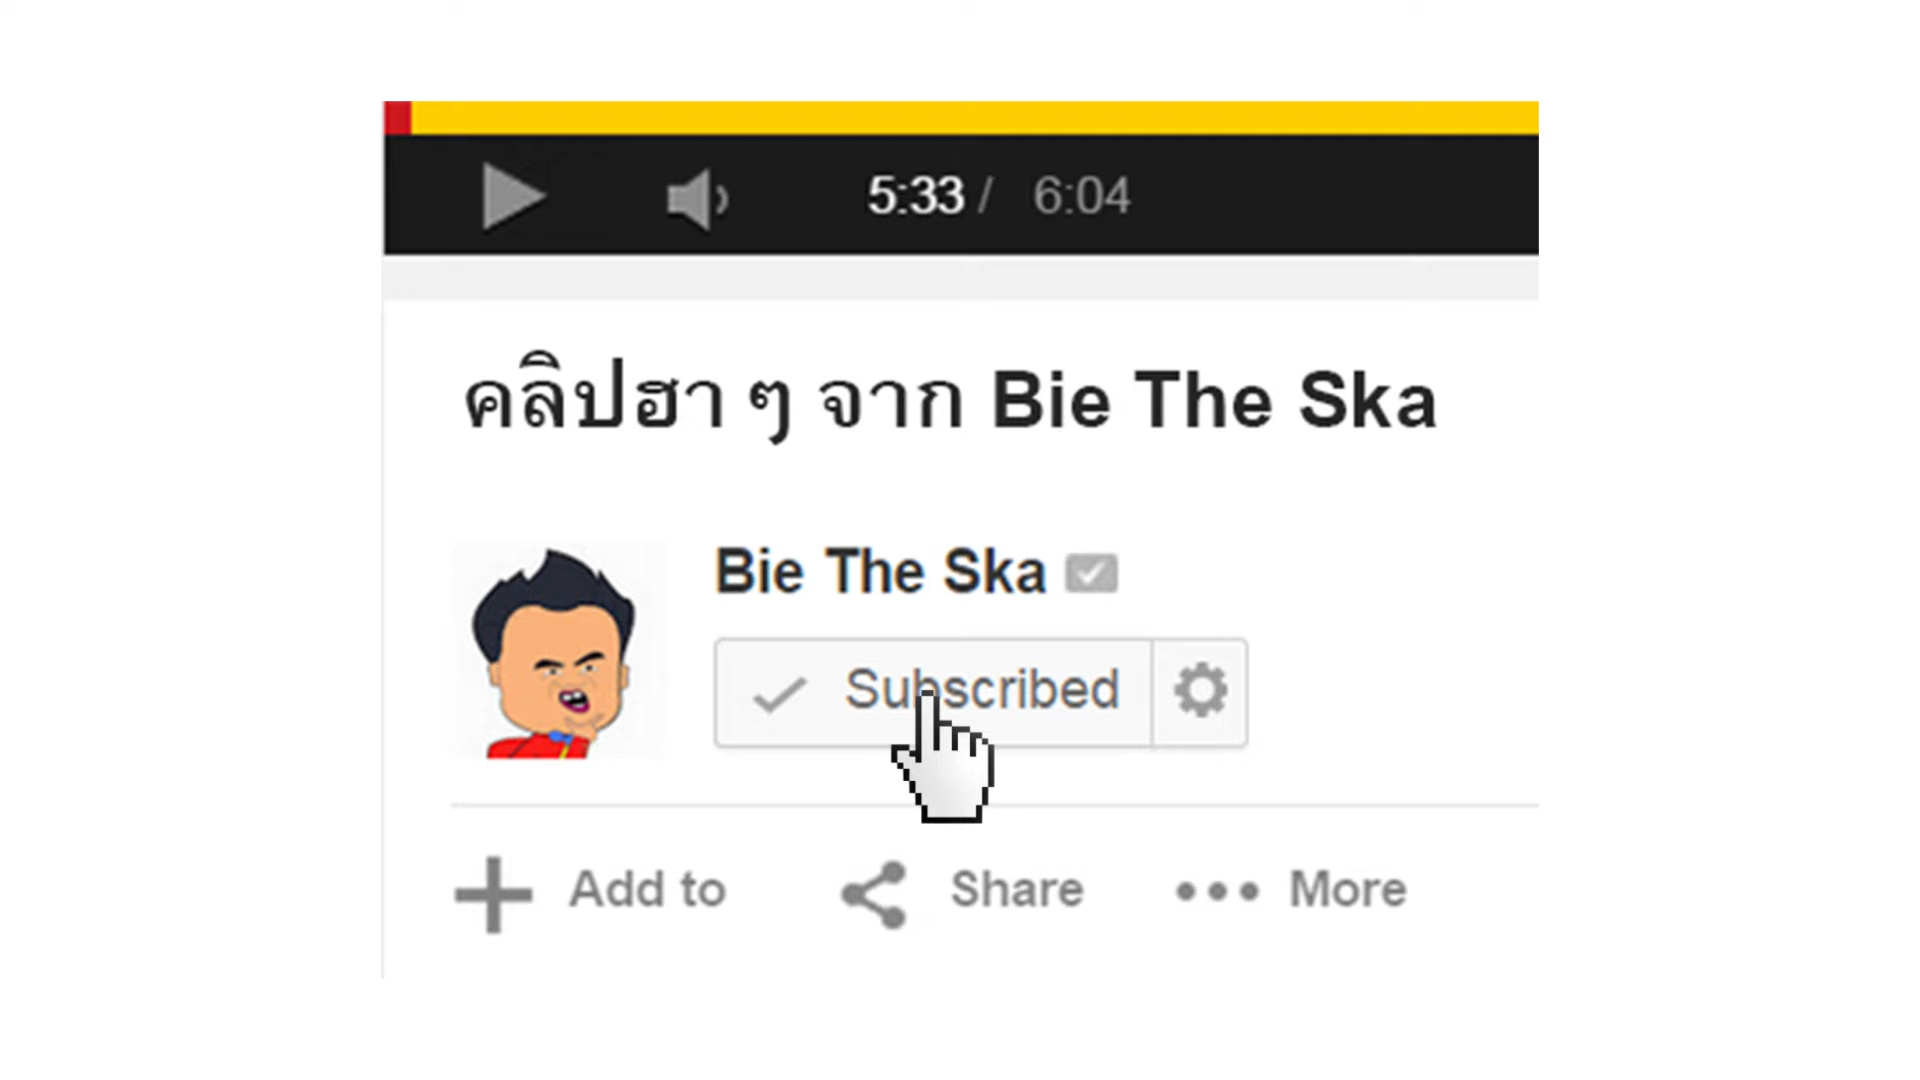 5:33 / 6:04
คลิปฮา ๆ จาก Bie The Ska
Bie The Ska
Subscribed
Add to Share More